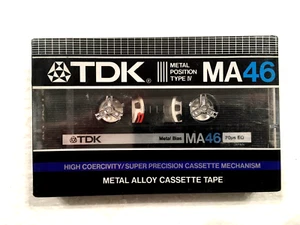 TDK METAL POSITION TYPE IV MA46
TDK Metal Bias MA46 70μs EQ
HIGH COERCIVITY/SUPER PRECISION CASSETTE MECHANISM
METAL ALLOY CASSETTE TAPE